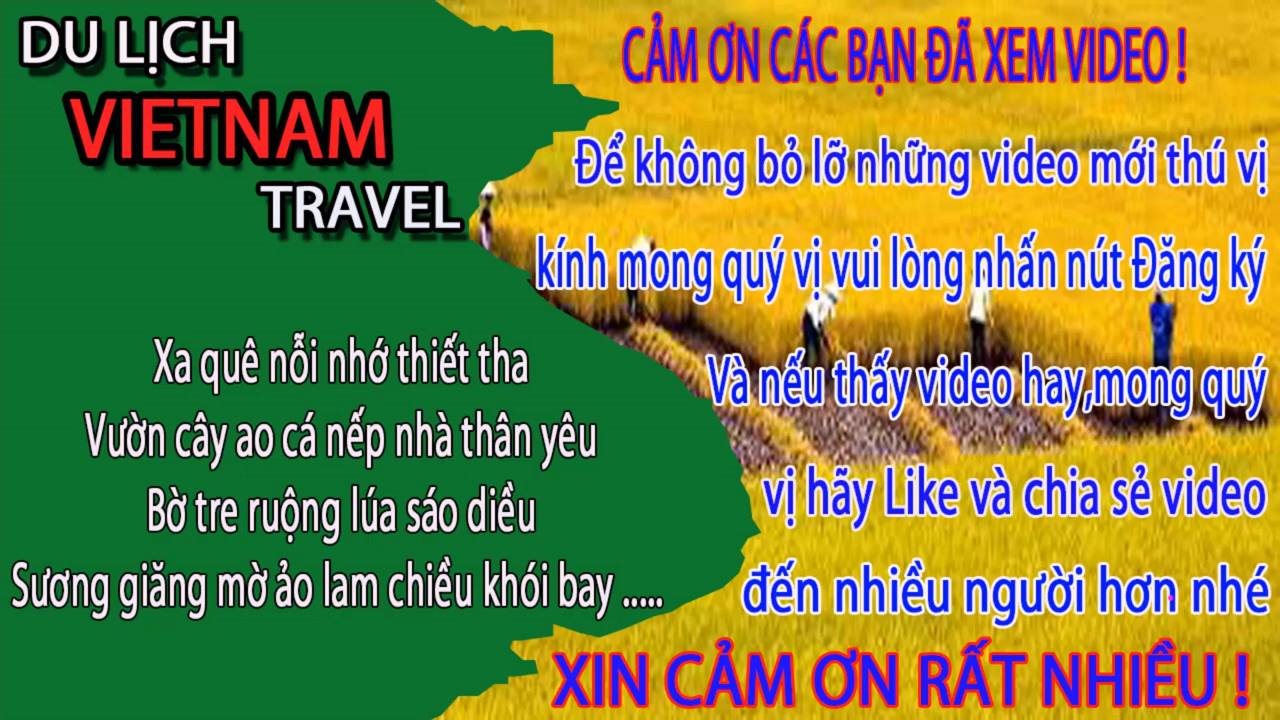 DU LỊCH
VIETNAM
TRAVEL
Xa quê nỗi nhớ thiết tha
Vườn cây ao cá nếp nhà thân yêu
Bờ tre ruộng lúa sáo diều
Sương giăng mờ ảo lam chiều khói bay .....
CẢM ƠN CÁC BẠN ĐÃ XEM VIDEO !
Để không bỏ lỡ những video mới thú vị
kính mong quý vị vui lòng nhấn nút Đăng ký
Và nếu thấy video hay,mong quý
vị hãy Like và chia sẻ video
đến nhiều người hơn nhé
XIN CẢM ƠN RẤT NHIỀU !